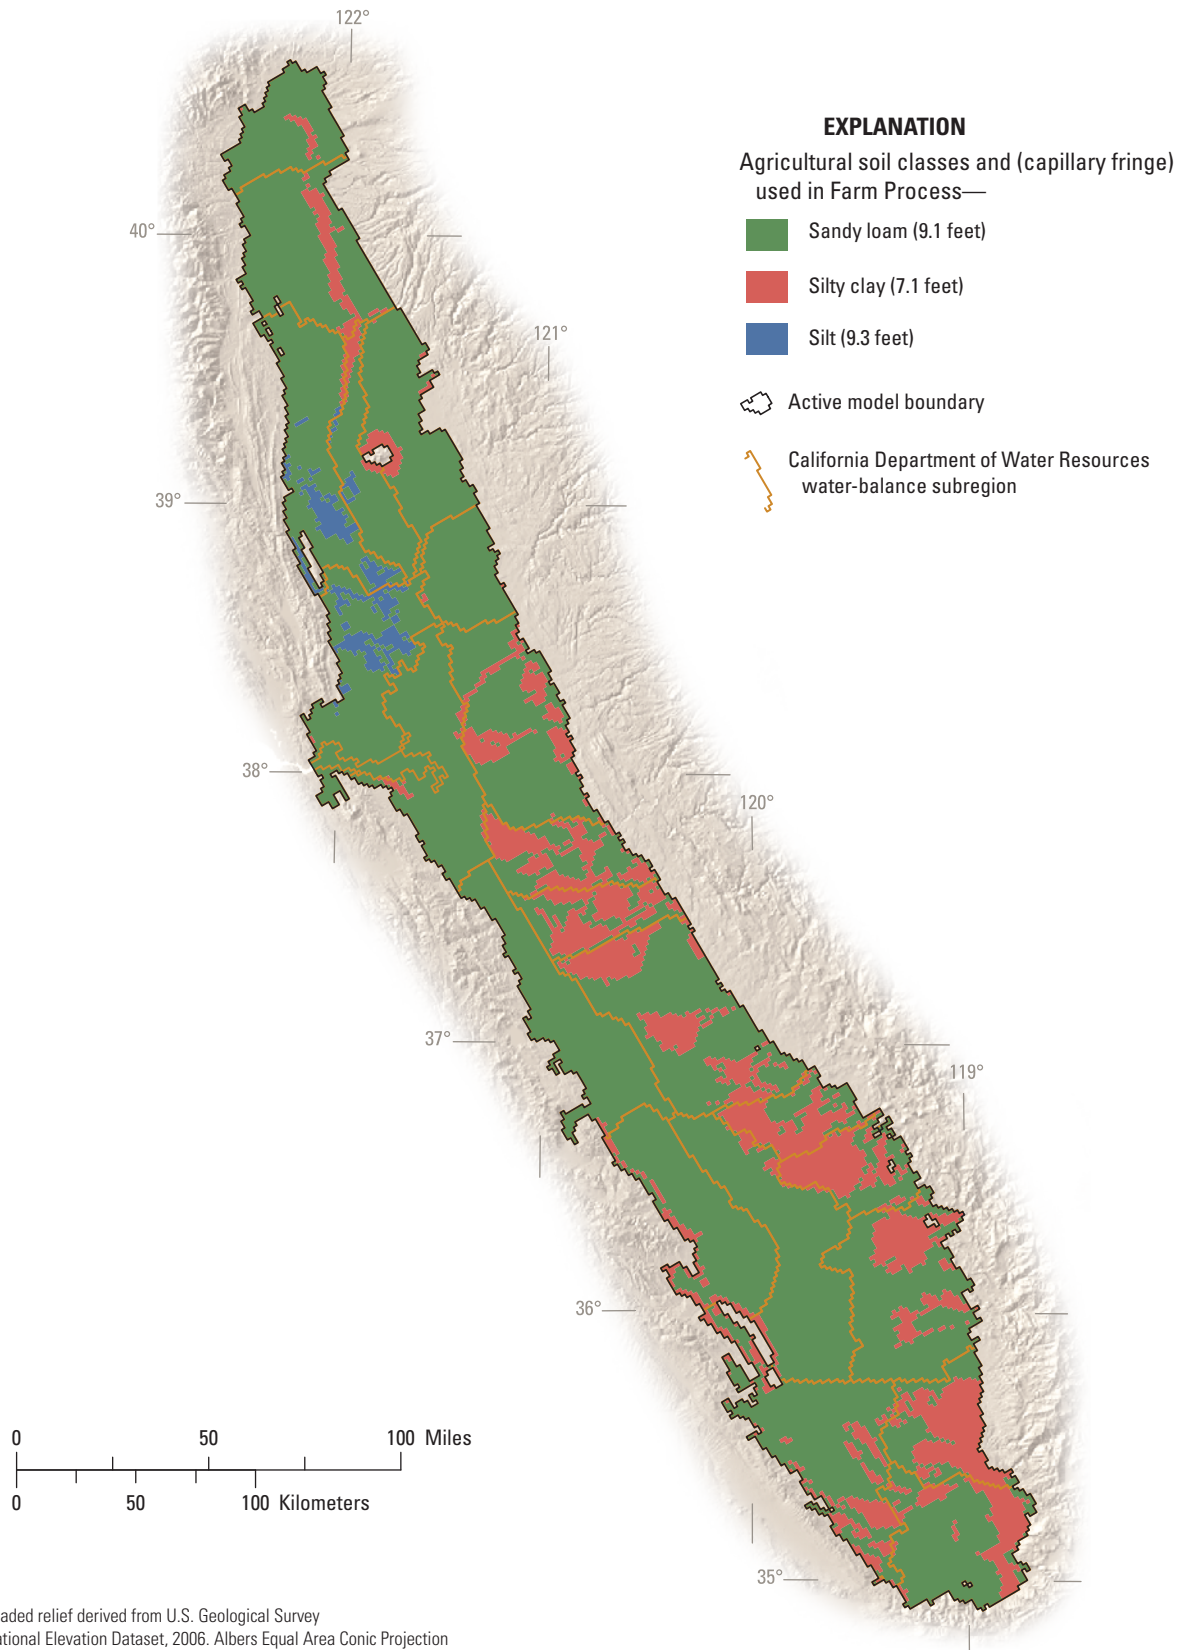 122°
EXPLANATION
Agricultural soil classes and (capillary fringe)
used in Farm Process—
Sandy loam (9.1 feet)
Silty clay (7.1 feet)
Silt (9.3 feet)
Active model boundary
California Department of Water Resources
water-balance subregion
40°
121°
39°
38°
120°
37°
119°
36°
35°
0 50 100 Miles
0 50 100 Kilometers
aded relief derived from U.S. Geological Survey
ational Elevation Dataset, 2006. Albers Equal Area Conic Projection